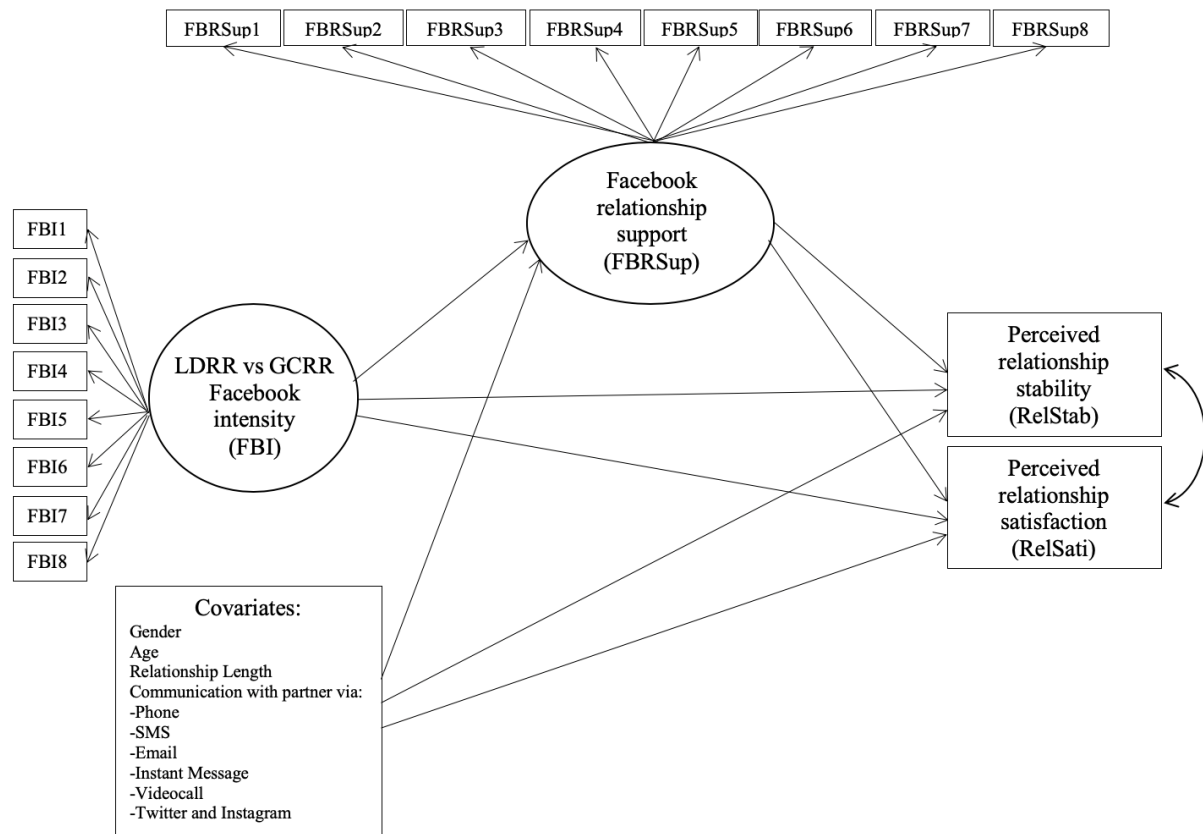 FBRSup1
FBRSup2
FBRSup3
FBRSup4
FBRSup5
FBRSup6
FBRSup7
FBRSup8
Facebook
relationship
support
(FBRSup)
FBI1
FBI2
FBI3
FBI4
FBI5
FBI6
FBI7
FBI8
LDRR vs GCRR
Facebook
intensity
(FBI)
Perceived
relationship
stability
(RelStab)
Perceived
relationship
satisfaction
(RelSati)
Covariates:
Gender
Age
Relationship Length
Communication with partner via:
-Phone
-SMS
-Email
-Instant Message
-Videocall
-Twitter and Instagram